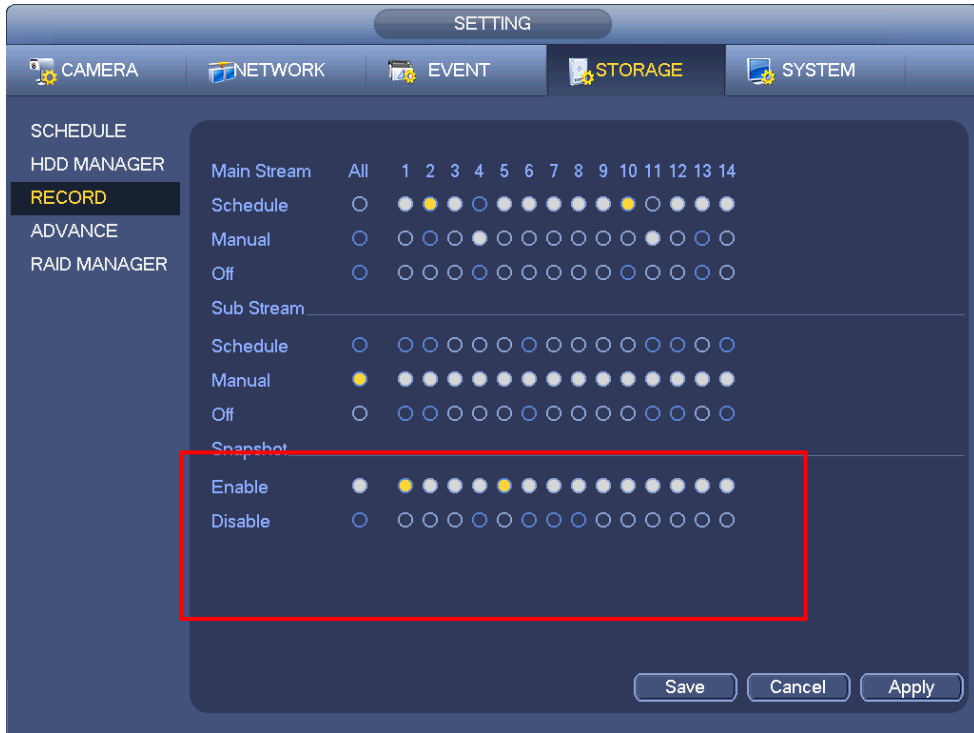 SETTING
CAMERA NETWORK EVENT STORAGE SYSTEM
SCHEDULE
HDD MANAGER
RECORD
ADVANCE
RAID MANAGER
Main Stream All 1 2 3 4 5 6 7 8 9 10 11 12 13 14
Schedule
Manual
Off
Sub Stream
Schedule
Manual
Off
Snapshot
Enable
Disable
Save Cancel Apply